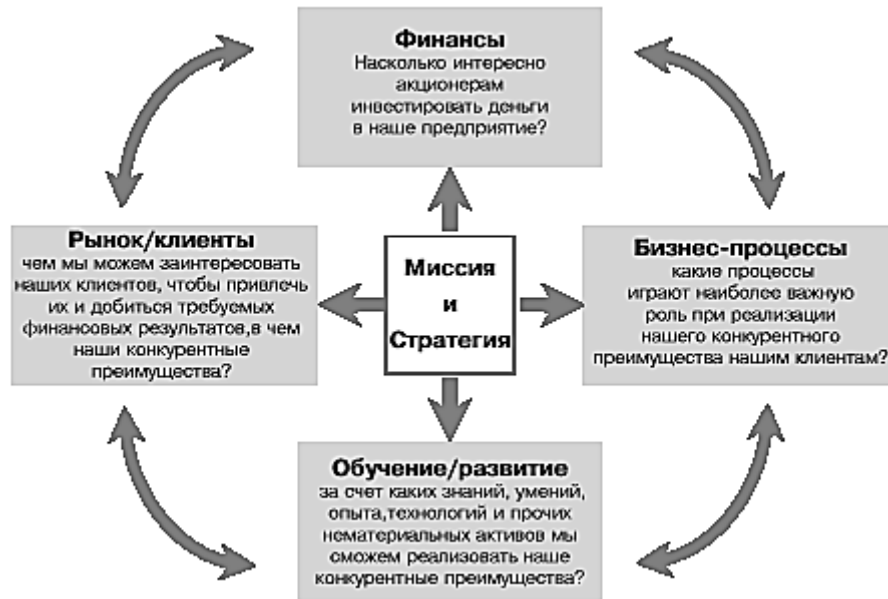 Финансы
Насколько интересно
акционерам
инвестировать деньги
в наше предприятие?
Рынок/клиенты
чем мы можем заинтересовать
наших клиентов, чтобы привлечь
их и добиться требуемых
финансовых результатов,в чем
наши конкурентные
преимущества?
Миссия
и
Стратегия
Бизнес-процессы
какие процессы
играют наиболее важную
роль при реализации
нашего конкурентного
преимущества нашим клиентам?
Обучение/развитие
за счет каких знаний, умений,
опыта,технологий и прочих
нематериальных активов мы
сможем реализовать наше
конкурентные преимущества?